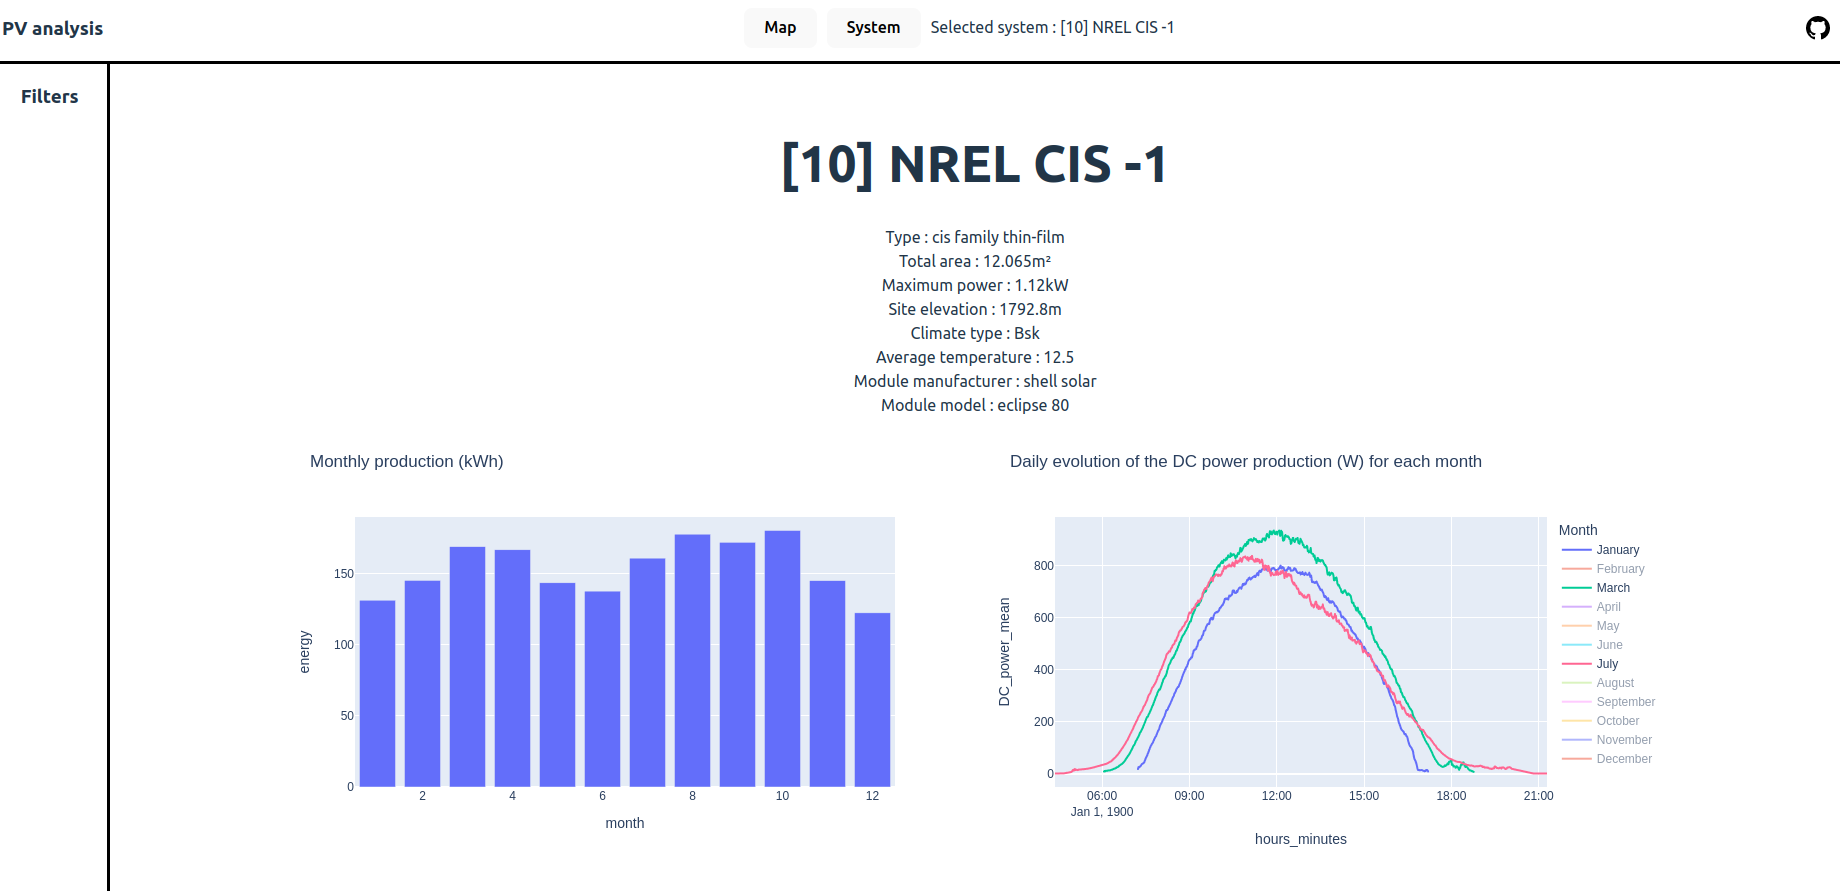 PV analysis
Map
System
Selected system : [10] NREL CIS -1
Filters
[10] NREL CIS -1
Type : cis family thin-film
Total area : 12.065m²
Maximum power : 1.12kW
Site elevation : 1792.8m
Climate type : Bsk
Average temperature : 12.5
Module manufacturer : shell solar
Module model : eclipse 80
Monthly production (kWh)
150
100
50
0
energy
2
4
6
8
10
12
month
Daily evolution of the DC power production (W) for each month
800
600
400
200
0
DC_power_mean
06:00
09:00
12:00
15:00
18:00
21:00
Jan 1, 1900
hours_minutes
Month
January
February
March
April
May
June
July
August
September
October
November
December